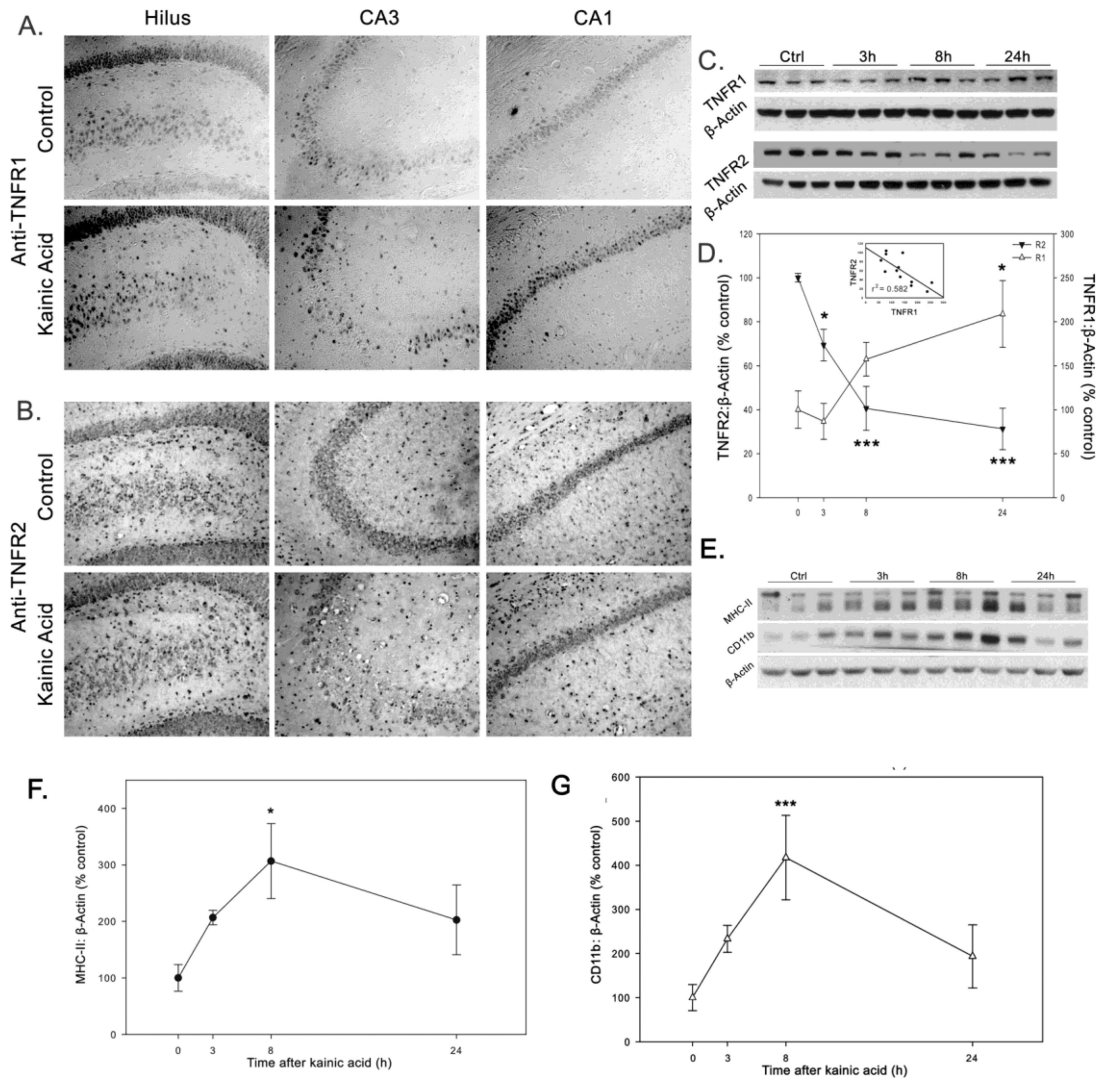 A.
Hilus
CA3
CA1
Anti-TNFR1
Control
Kainic Acid
B.
Anti-TNFR2
Control
Kainic Acid
C.
Ctrl 3h 8h 24h
TNFR1
β-Actin
TNFR2
β-Actin
D.
TNFR2:β-Actin (% control)
120
100
80
60
40
20
0
TNFR1:β-Actin (% control)
300
250
200
150
100
50
0
R2
R1
*
***
***
*
TNFR2
r² = 0.582
TNFR1
0 3 8 24
E.
Ctrl 3h 8h 24h
MHC-II
CD11b
β-Actin
F.
MHC-II: β-Actin (% control)
400
300
200
100
0
*
0 3 8 24
Time after kainic acid (h)
G
CD11b: β-Actin (% control)
600
500
400
300
200
100
0
***
0 3 8 24
Time after kainic acid (h)